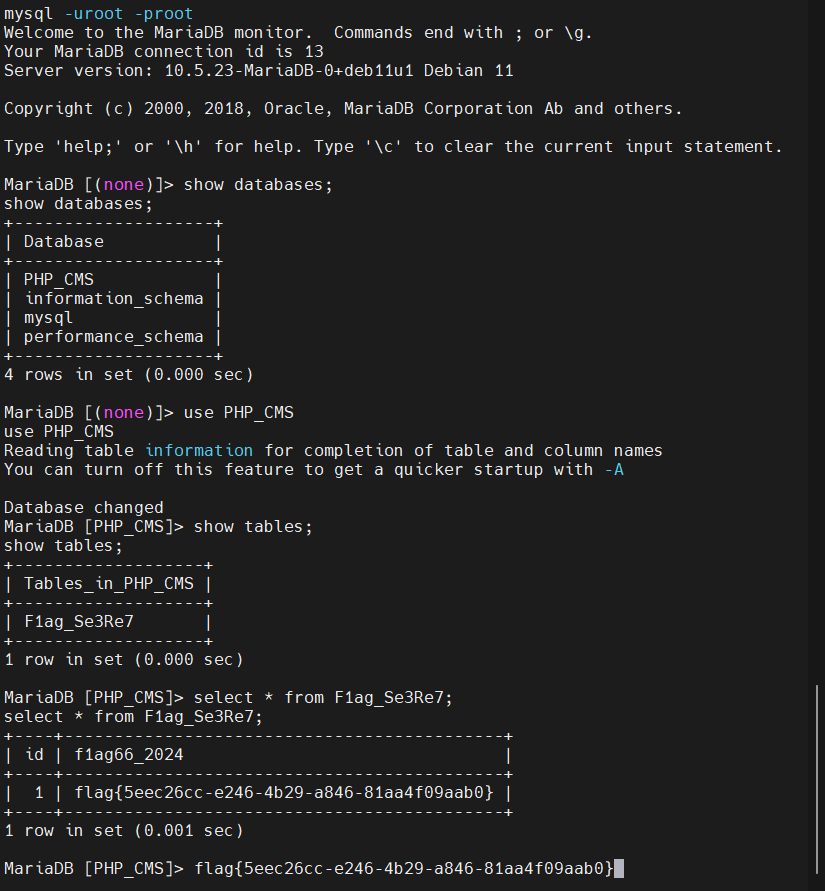 mysql -uroot -proot
Welcome to the MariaDB monitor.  Commands end with ; or \g.
Your MariaDB connection id is 13
Server version: 10.5.23-MariaDB-0+deb11u1 Debian 11
Copyright (c) 2000, 2018, Oracle, MariaDB Corporation Ab and others.
Type 'help;' or '\h' for help. Type '\c' to clear the current input statement.
MariaDB [(none)]> show databases;
show databases;
+--------------------+
| Database           |
+--------------------+
| PHP_CMS            |
| information_schema |
| mysql              |
| performance_schema |
+--------------------+
4 rows in set (0.000 sec)
MariaDB [(none)]> use PHP_CMS
use PHP_CMS
Reading table information for completion of table and column names
You can turn off this feature to get a quicker startup with -A
Database changed
MariaDB [PHP_CMS]> show tables;
show tables;
+-------------------+
| Tables_in_PHP_CMS |
+-------------------+
| F1ag_Se3Re7       |
+-------------------+
1 row in set (0.000 sec)
MariaDB [PHP_CMS]> select * from F1ag_Se3Re7;
select * from F1ag_Se3Re7;
+----+--------------------------------------------+
| id | f1ag66_2024                                |
+----+--------------------------------------------+
|  1 | flag{5eec26cc-e246-4b29-a846-81aa4f09aab0} |
+----+--------------------------------------------+
1 row in set (0.001 sec)
MariaDB [PHP_CMS]> flag{5eec26cc-e246-4b29-a846-81aa4f09aab0}